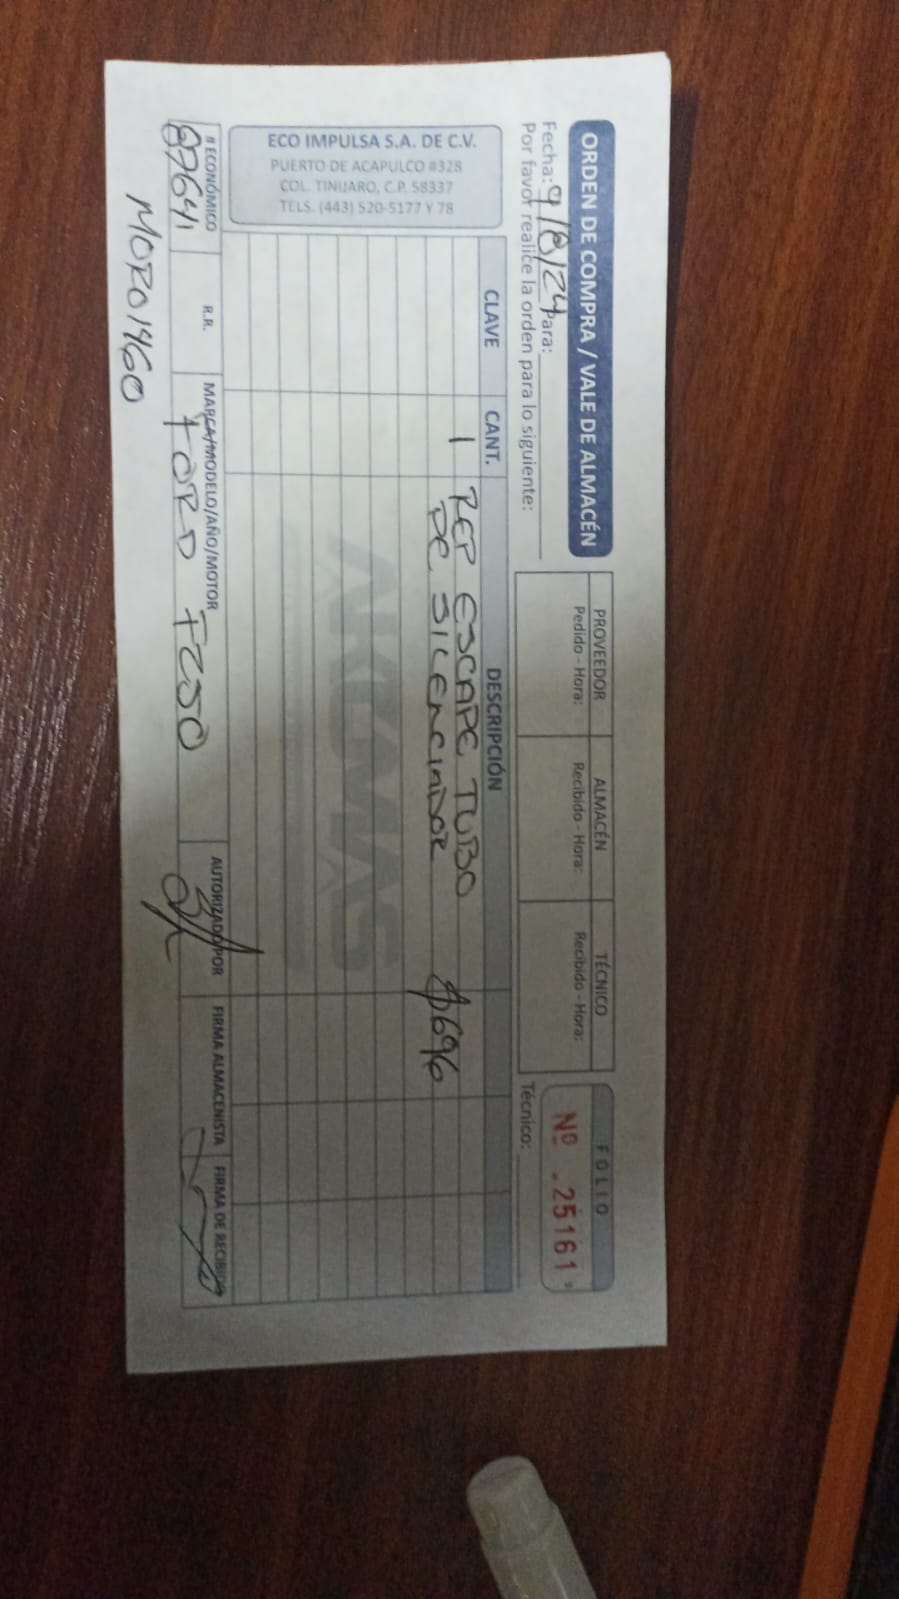 ORDEN DE COMPRA / VALE DE ALMACÉN
Fecha: 9/8/24 Para:
Por favor realice la orden para lo siguiente:
PROVEEDOR
Pedido - Hora:
ALMACÉN
Recibido - Hora:
TÉCNICO
Recibido - Hora:
FOLIO
Nº 25161
Técnico:
ECO IMPULSA S.A. DE C.V.
PUERTO DE ACAPULCO #328
COL. TINIJARO, C.P. 58337
TELS. (443) 520-5177 Y 78
CLAVE CANT. DESCRIPCIÓN
1 REP ESCAPE TUBO
DE SILENCIADOR $696
AKUMAS
# ECONÓMICO R.R. MARCA/MODELO/AÑO/MOTOR AUTORIZADO POR FIRMA ALMACENISTA FIRMA DE RECIBIDO
87641 FORD F250
MORO1460